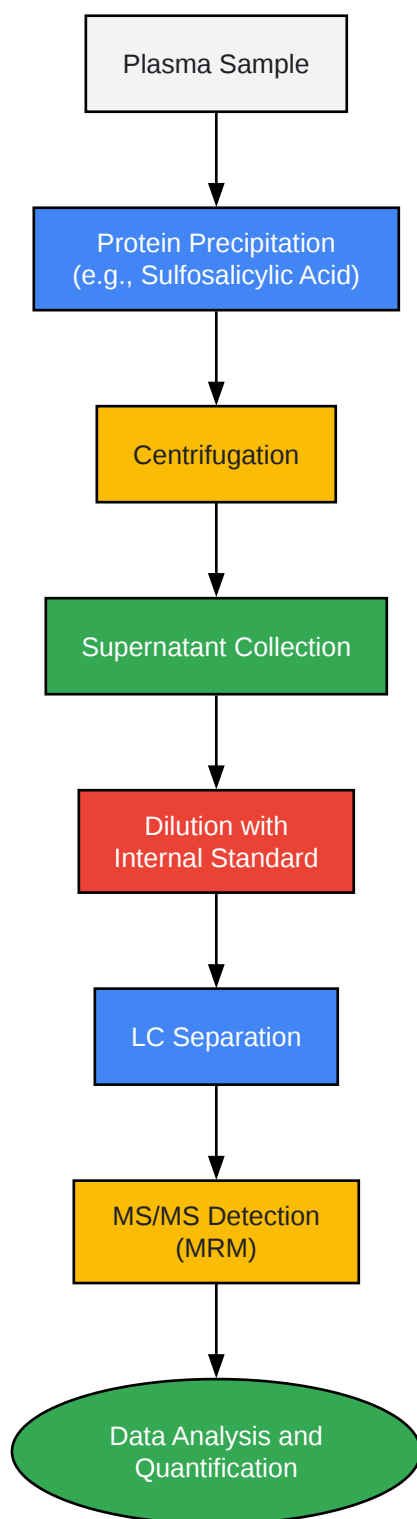 Plasma Sample
Protein Precipitation
(e.g., Sulfosalicylic Acid)
Centrifugation
Supernatant Collection
Dilution with
Internal Standard
LC Separation
MS/MS Detection
(MRM)
Data Analysis and
Quantification